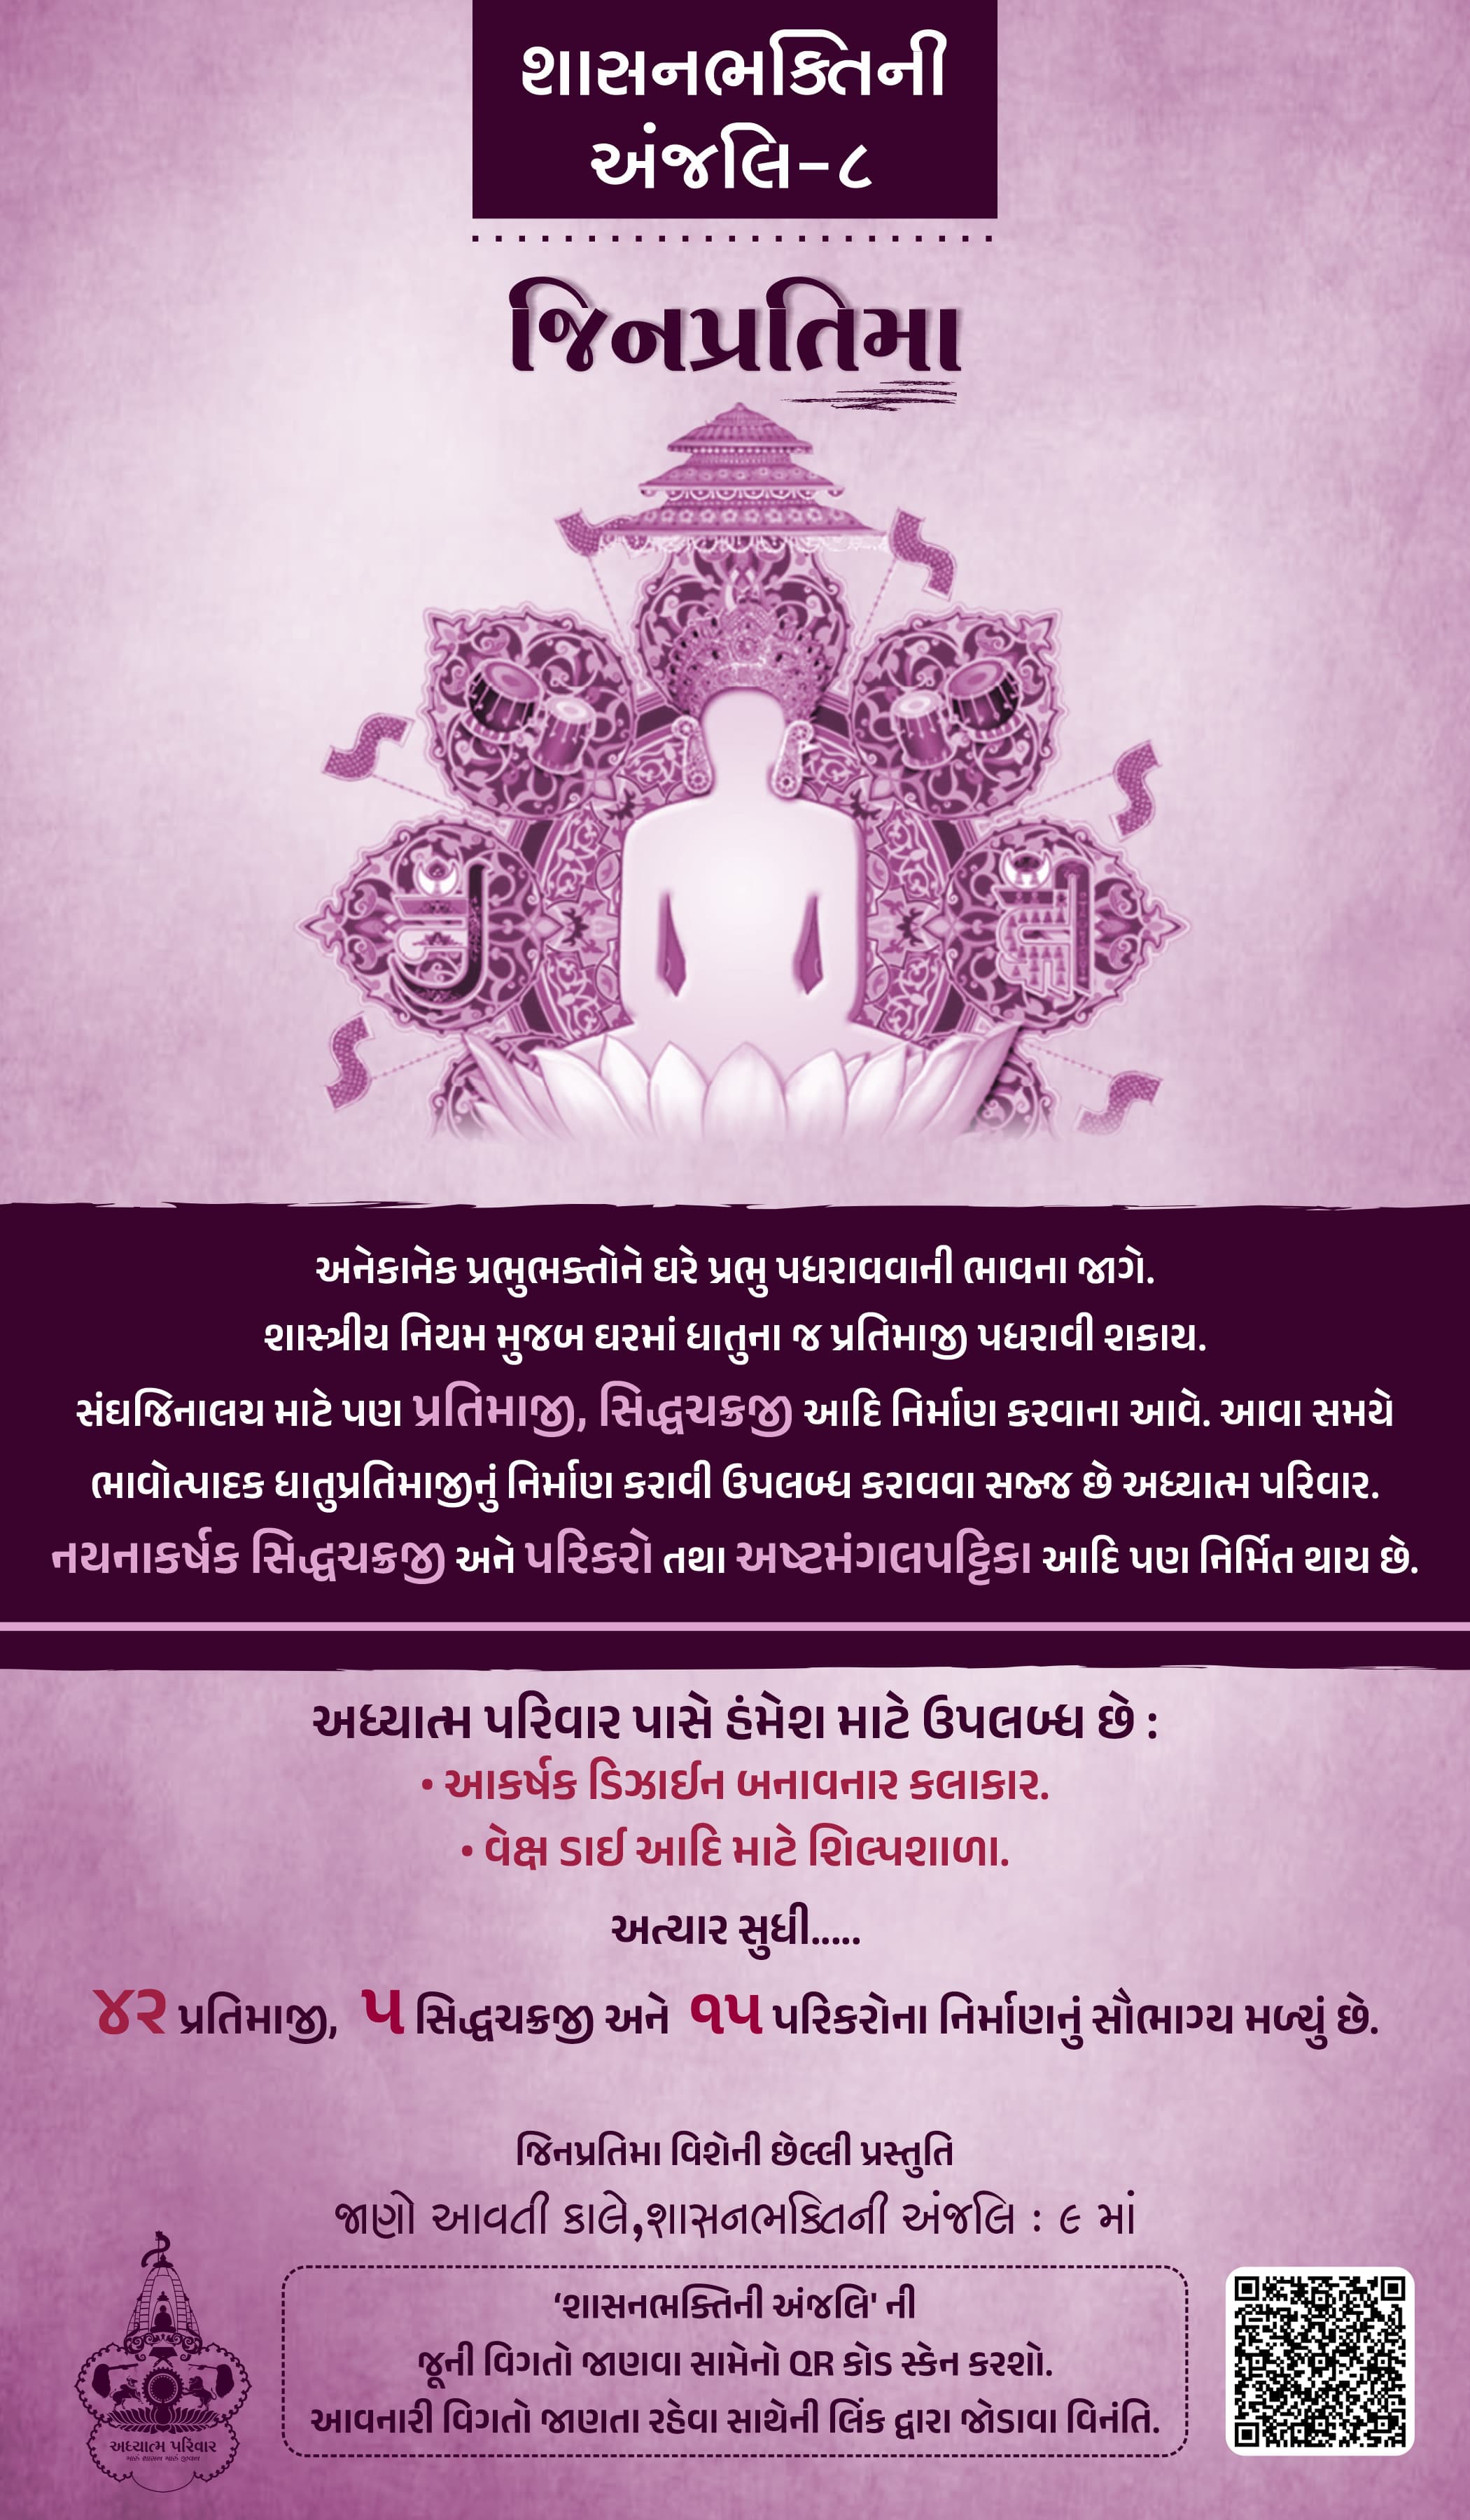 શાસનભક્તિની
અંજલિ-૮
જિનપ્રતિમા
અનેકાનેક પ્રભુભક્તોને ઘરે પ્રભુ પધરાવવાની ભાવના જાગે.
શાસ્ત્રીય નિયમ મુજબ ઘરમાં ધાતુના જ પ્રતિમાજી પધરાવી શકાય.
સંઘજિનાલય માટે પણ પ્રતિમાજી, સિદ્ધચક્રજી આદિ નિર્માણ કરવાના આવે. આવા સમયે
ભાવોત્પાદક ધાતુપ્રતિમાજીનું નિર્માણ કરાવી ઉપલબ્ધ કરાવવા સજ્જ છે અધ્યાત્મ પરિવાર.
નયનાકર્ષક સિદ્ધચક્રજી અને પરિકરો તથા અષ્ટમંગલપટ્ટિકા આદિ પણ નિર્મિત થાય છે.
અધ્યાત્મ પરિવાર પાસે હંમેશ માટે ઉપલબ્ધ છે :
• આકર્ષક ડિઝાઈન બનાવનાર કલાકાર.
• વેક્ષ ડાઈ આદિ માટે શિલ્પશાળા.
અત્યાર સુધી.....
૪૨ પ્રતિમાજી, ૫ સિદ્ધચક્રજી અને ૧૫ પરિકરોના નિર્માણનું સૌભાગ્ય મળ્યું છે.
જિનપ્રતિમા વિશેની છેલ્લી પ્રસ્તુતિ
જાણો આવતી કાલે,શાસનભક્તિની અંજલિ : ૯ માં
‘શાસનભક્તિની અંજલિ' ની
જૂની વિગતો જાણવા સામેનો QR કોડ સ્કેન કરશો.
આવનારી વિગતો જાણતા રહેવા સાથેની લિંક દ્વારા જોડાવા વિનંતિ.
અધ્યાત્મ પરિવાર